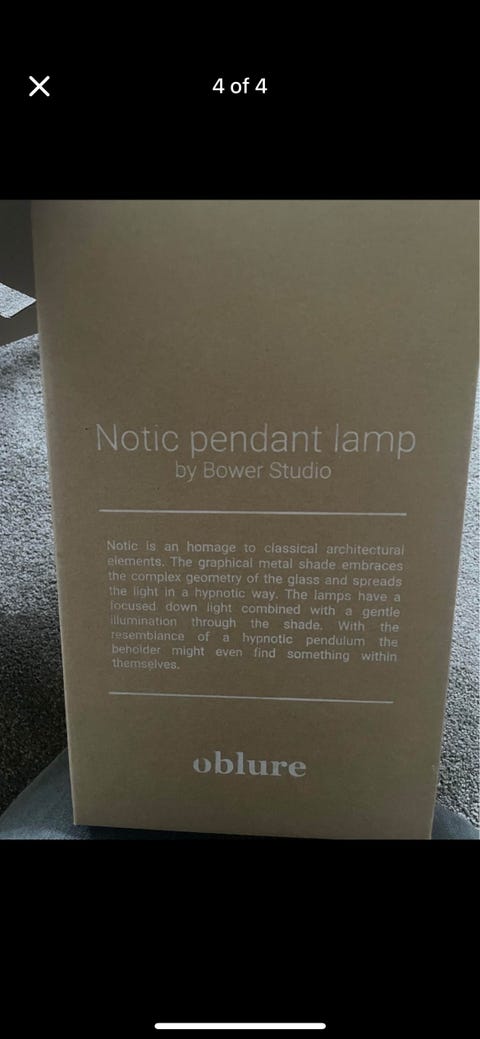 4 of 4
Notic pendant lamp
by Bower Studio
Notic is an homage to classical architectural
elements. The graphical metal shade embraces
the complex geometry of the glass and spreads
the light in a hypnotic way. The lamps have a
focused down light combined with a gentle
illumination through the shade. With the
resemblance of a hypnotic pendulum the
beholder might even find something within
themselves.
oblure